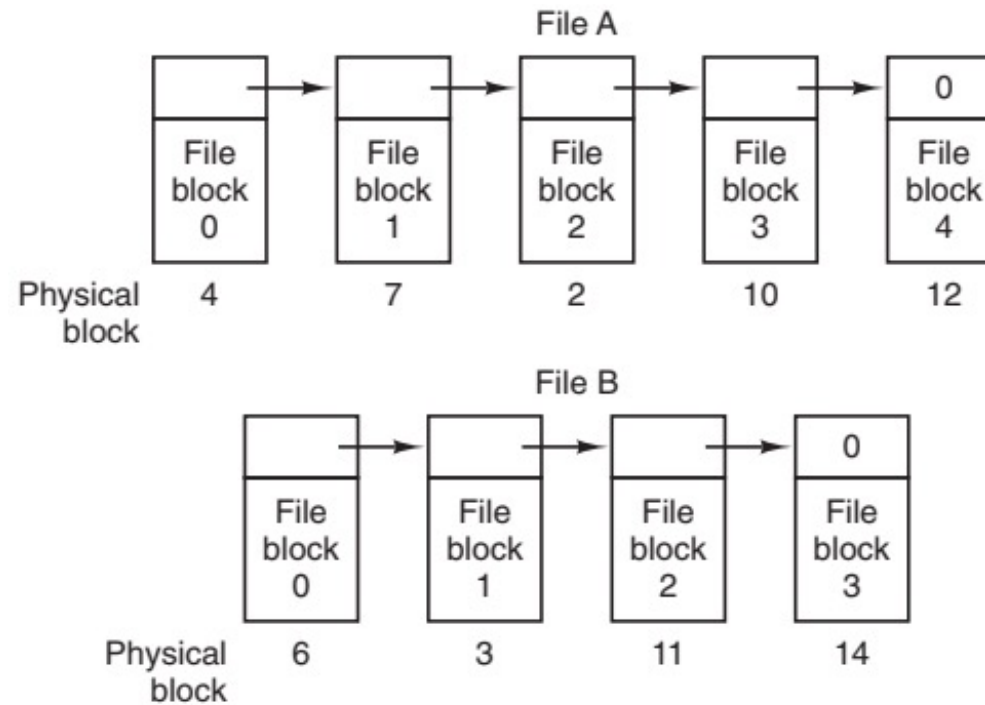 File A
0
File File File File File
block block block block block
0 1 2 3 4
Physical block 4 7 2 10 12
File B
0
File File File File
block block block block
0 1 2 3
Physical block 6 3 11 14